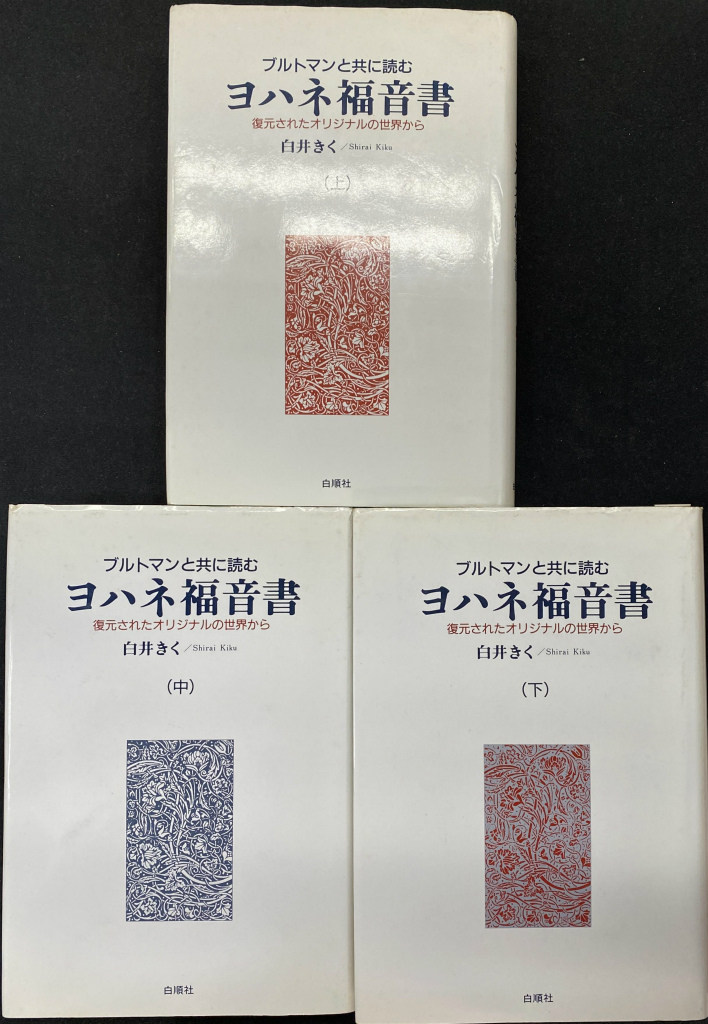 ブルトマンと共に読む
ヨハネ福音書
復元されたオリジナルの世界から
白井きく／Shirai Kiku
（上）
白順社
ブルトマンと共に読む
ヨハネ福音書
復元されたオリジナルの世界から
白井きく／Shirai Kiku
（中）
白順社
ブルトマンと共に読む
ヨハネ福音書
復元されたオリジナルの世界から
白井きく／Shirai Kiku
（下）
白順社